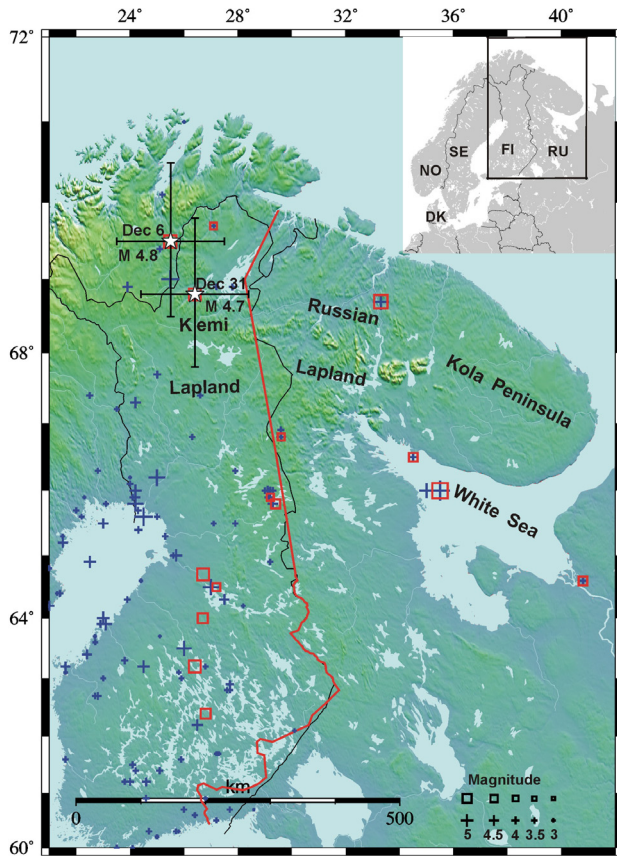 24° 28° 32° 36° 40°
72°
68°
64°
60°
NO
SE
FI
RU
DK
Dec 6
M 4.8
Dec 31
M 4.7
Kemi
Lapland
Russian
Lapland
Kola Peninsula
White Sea
km
0 500
Magnitude
5 4.5 4 3.5 3